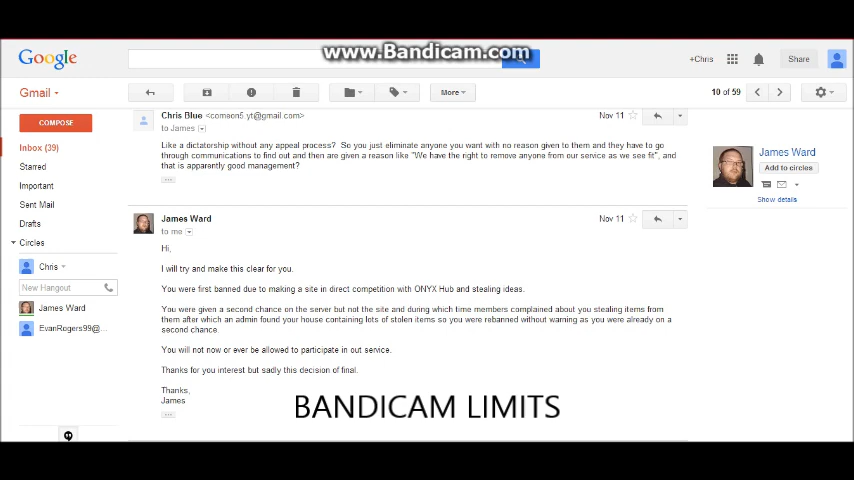 www.Bandicam.com
Google
+Chris
Share
Gmail
More
10 of 59
COMPOSE
Inbox (39)
Starred
Important
Sent Mail
Drafts
Circles
Chris
New Hangout
James Ward
EvanRogers99@...
Chris Blue <comeon5.yt@gmail.com>
Nov 11
to James
Like a dictatorship without any appeal process? So you just eliminate anyone you want with no reason given to them and they have to go
through communications to find out and then are given a reason like "We have the right to remove anyone from our service as we see fit", and
that is apparently good management?
James Ward
Nov 11
to me
Hi,
I will try and make this clear for you.
You were first banned due to making a site in direct competition with ONYX Hub and stealing ideas.
You were given a second chance on the server but not the site and during which time members complained about you stealing items from
them after which an admin found your house containing lots of stolen items so you were rebanned without warning as you were already on a
second chance.
You will not now or ever be allowed to participate in out service.
Thanks for you interest but sadly this decision of final.
Thanks,
James
James Ward
Add to circles
Show details
BANDICAM LIMITS